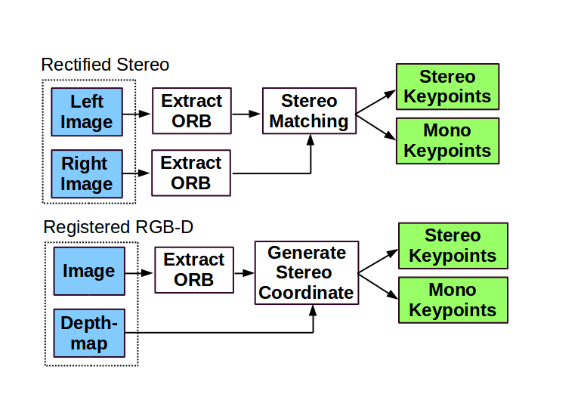 Rectified Stereo
Left
Image
Extract
ORB
Stereo
Matching
Stereo
Keypoints
Mono
Keypoints
Right
Image
Extract
ORB
Registered RGB-D
Image
Extract
ORB
Generate
Stereo
Coordinate
Stereo
Keypoints
Mono
Keypoints
Depth-
map